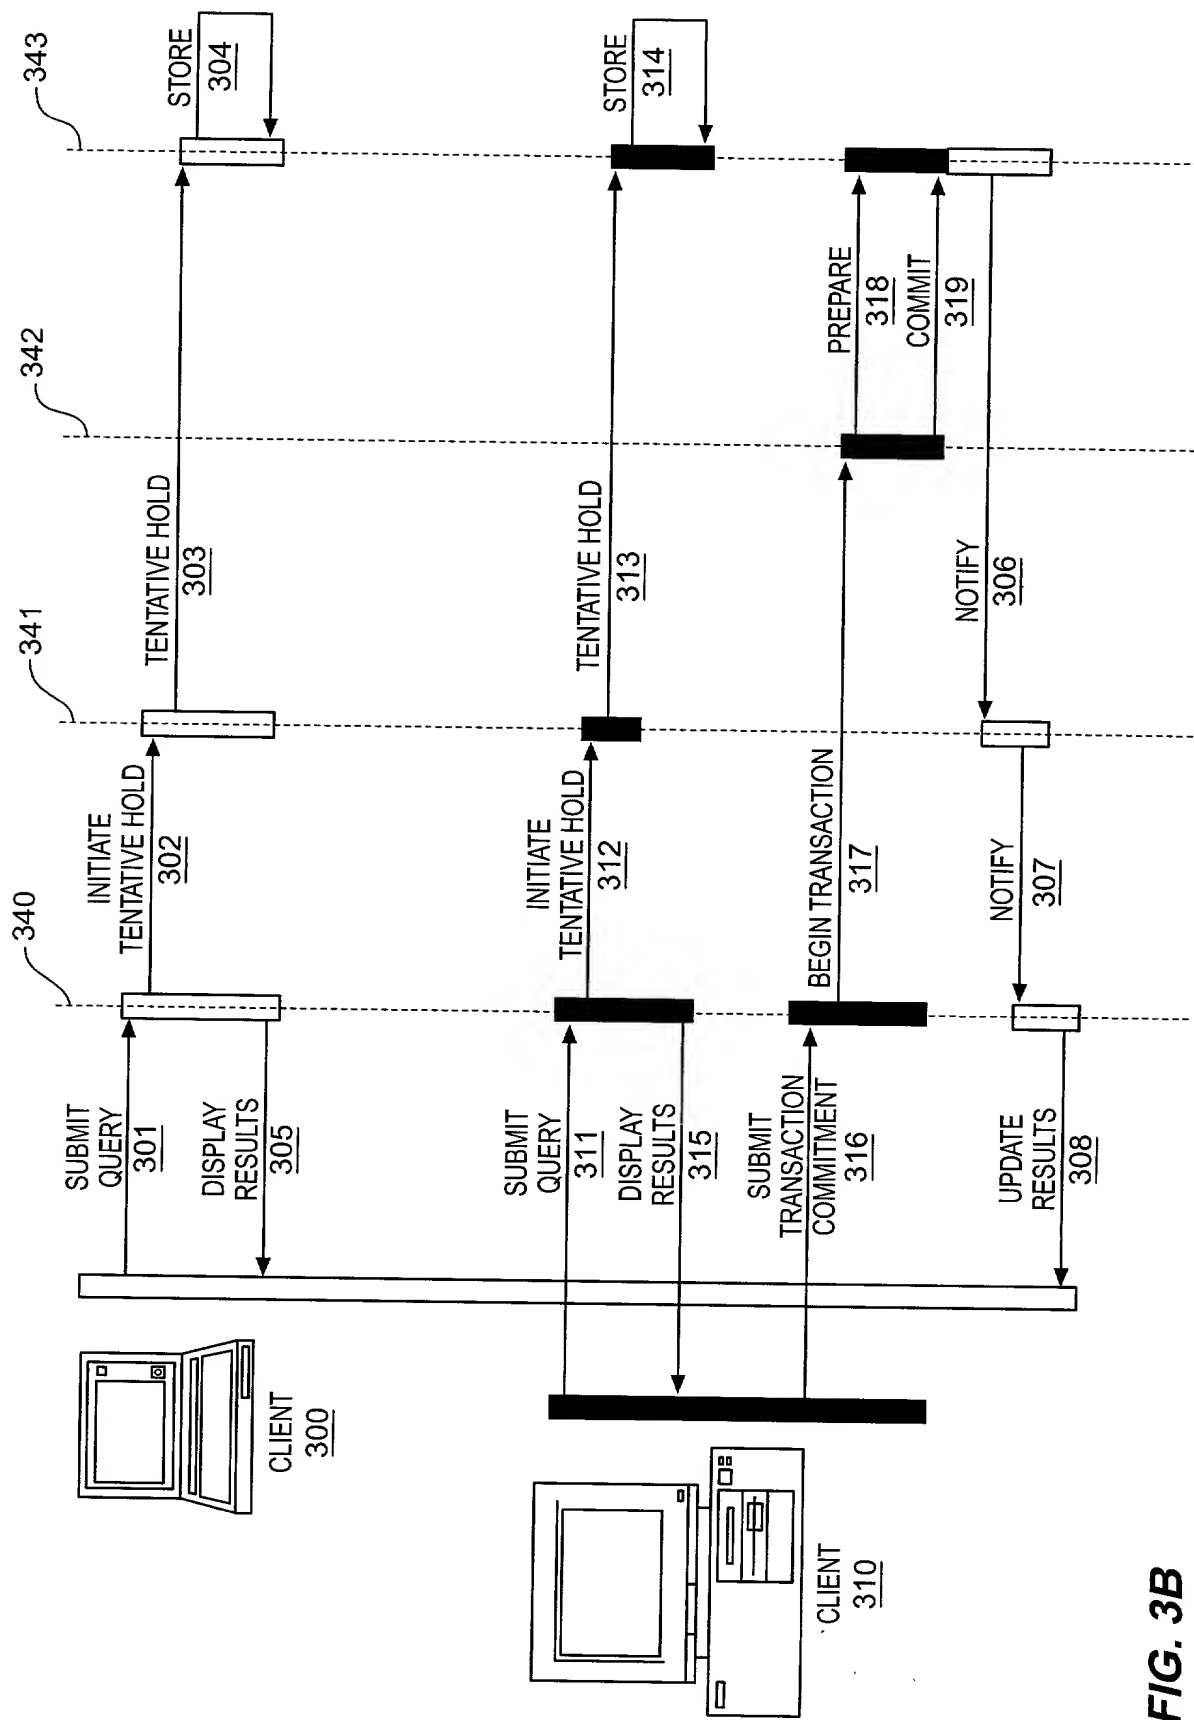 340
341
342
343
SUBMIT
QUERY
301
INITIATE
TENTATIVE HOLD
302
TENTATIVE HOLD
303
STORE
304
DISPLAY
RESULTS
305
CLIENT
300
SUBMIT
QUERY
311
INITIATE
TENTATIVE HOLD
312
TENTATIVE HOLD
313
STORE
314
DISPLAY
RESULTS
315
SUBMIT
TRANSACTION
COMMITMENT
316
BEGIN TRANSACTION
317
PREPARE
318
COMMIT
319
CLIENT
310
NOTIFY
306
NOTIFY
307
UPDATE
RESULTS
308
FIG. 3B